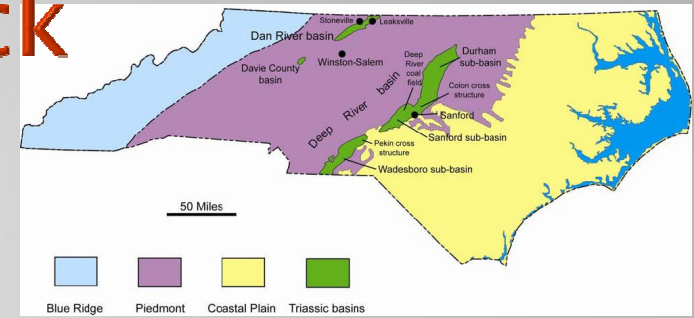 ck
Stoneville
Leaksville
Dan River basin
Davie County
basin
Winston-Salem
Deep
River
coal
field
Durham
sub-basin
Colon cross
structure
Deep River basin
Sanford
Sanford sub-basin
Pekin cross
structure
Wadesboro sub-basin
50 Miles
Blue Ridge
Piedmont
Coastal Plain
Triassic basins